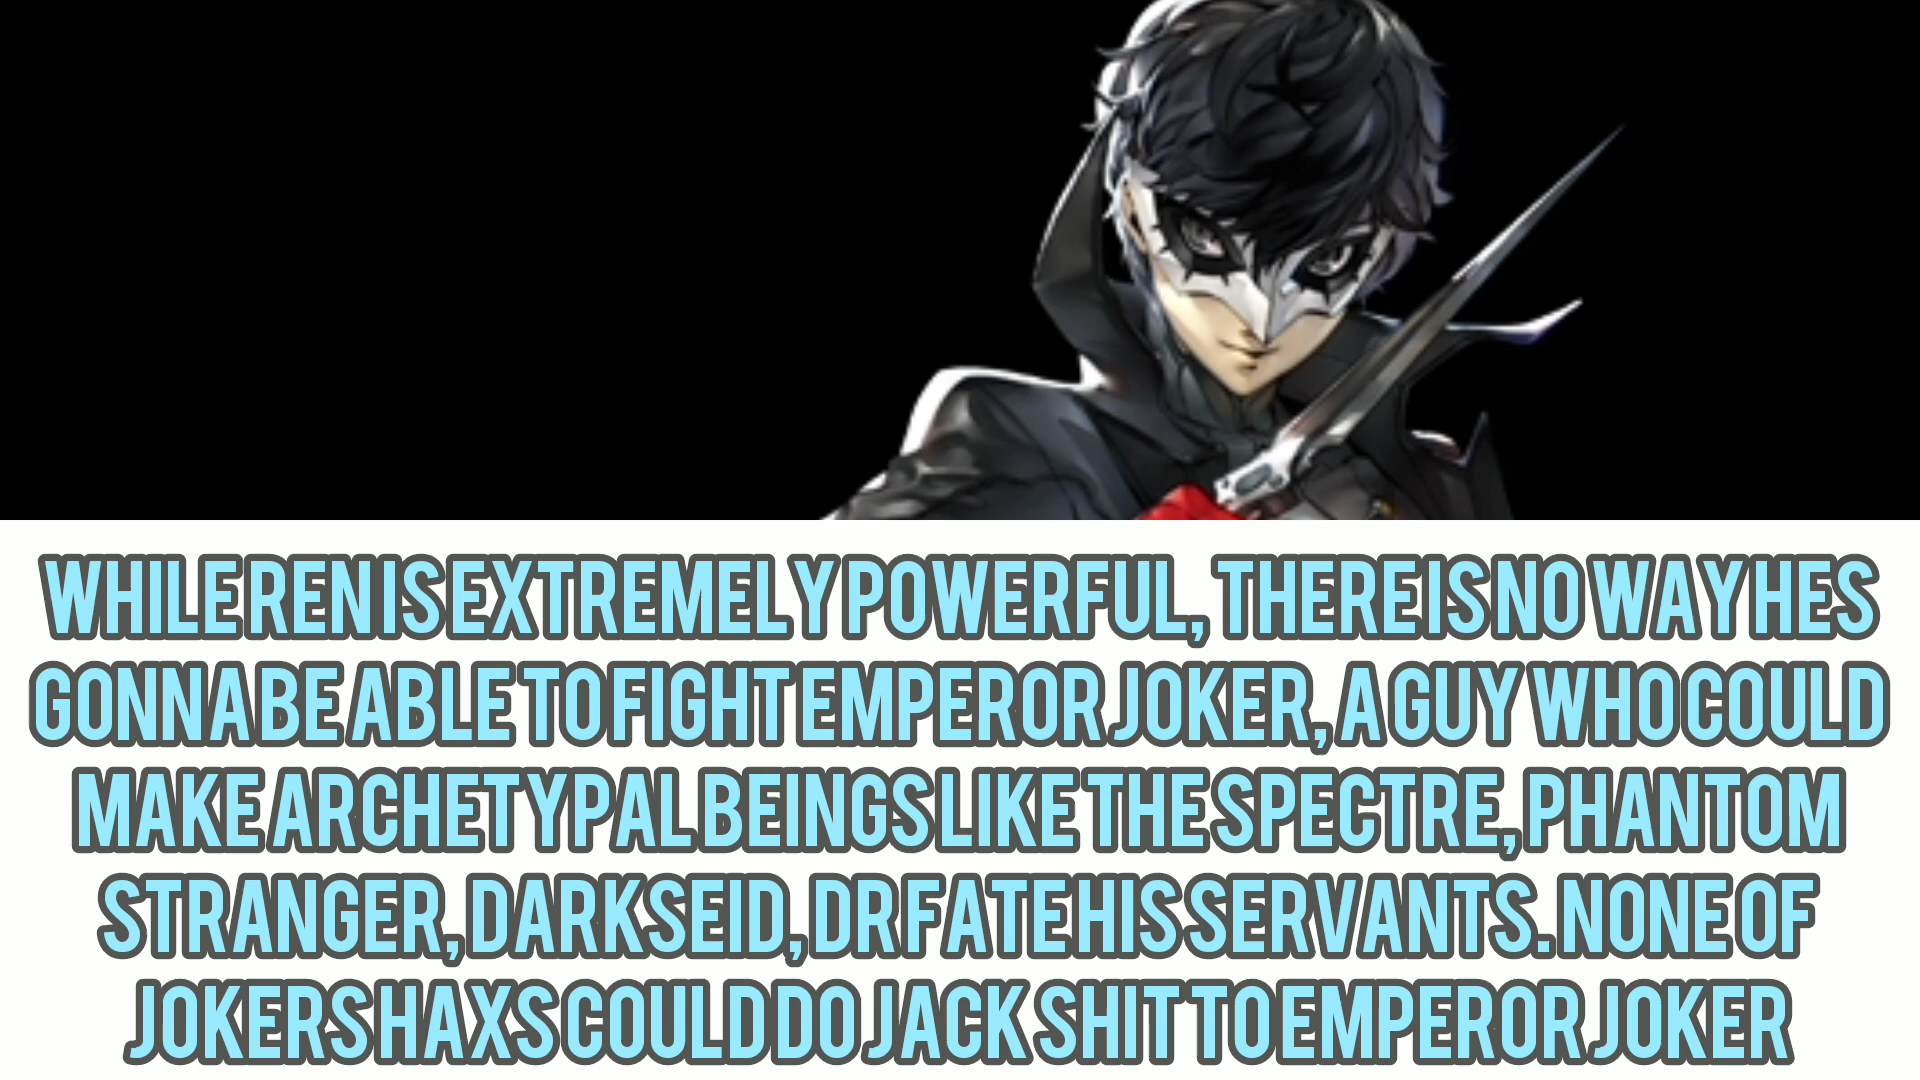 WHILE REN IS EXTREMELY POWERFUL, THERE IS NO WAY HES
GONNA BE ABLE TO FIGHT EMPEROR JOKER, A GUY WHO COULD
MAKE ARCHETYPAL BEINGS LIKE THE SPECTRE, PHANTOM
STRANGER, DARKSEID, DR FATE HIS SERVANTS. NONE OF
JOKERS HAXS COULD DO JACK SHIT TO EMPEROR JOKER